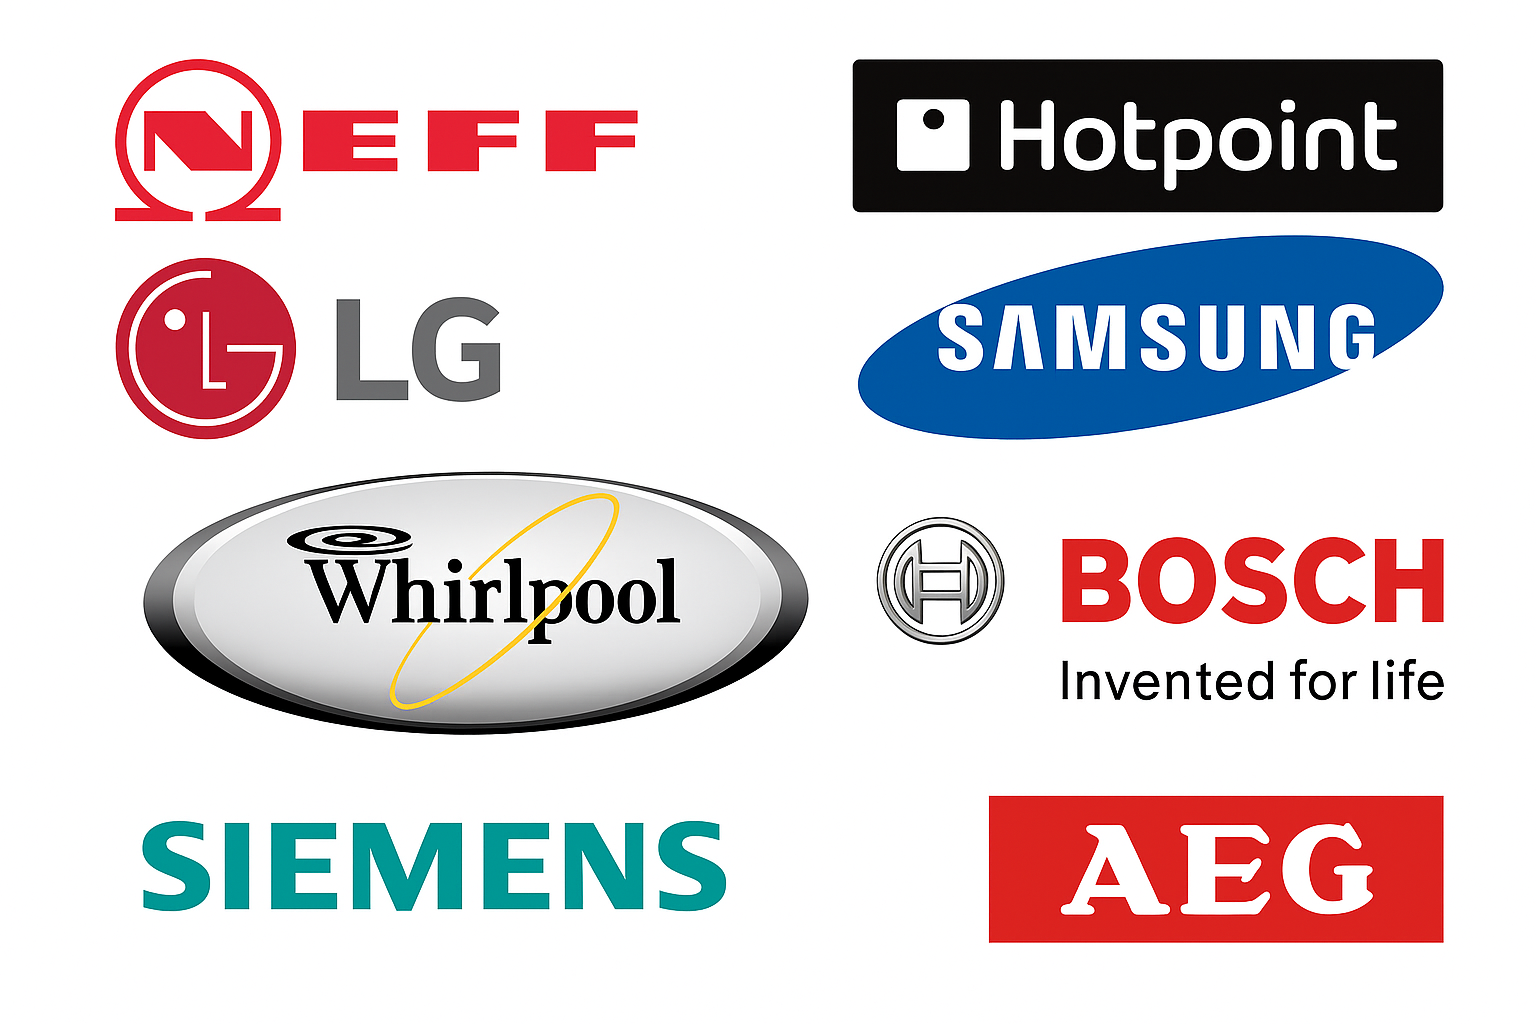 NEFF
Hotpoint
LG
SAMSUNG
Whirlpool
BOSCH
Invented for life
SIEMENS
AEG